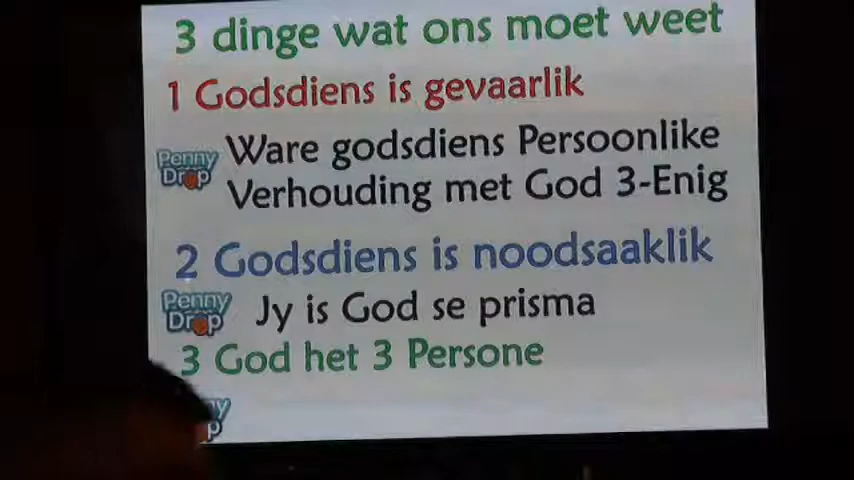 3 dinge wat ons moet weet
1 Godsdiens is gevaarlik
Penny Drop
Ware godsdiens Persoonlike
Verhouding met God 3-Enig
2 Godsdiens is noodsaaklik
Penny Drop
Jy is God se prisma
3 God het 3 Persone